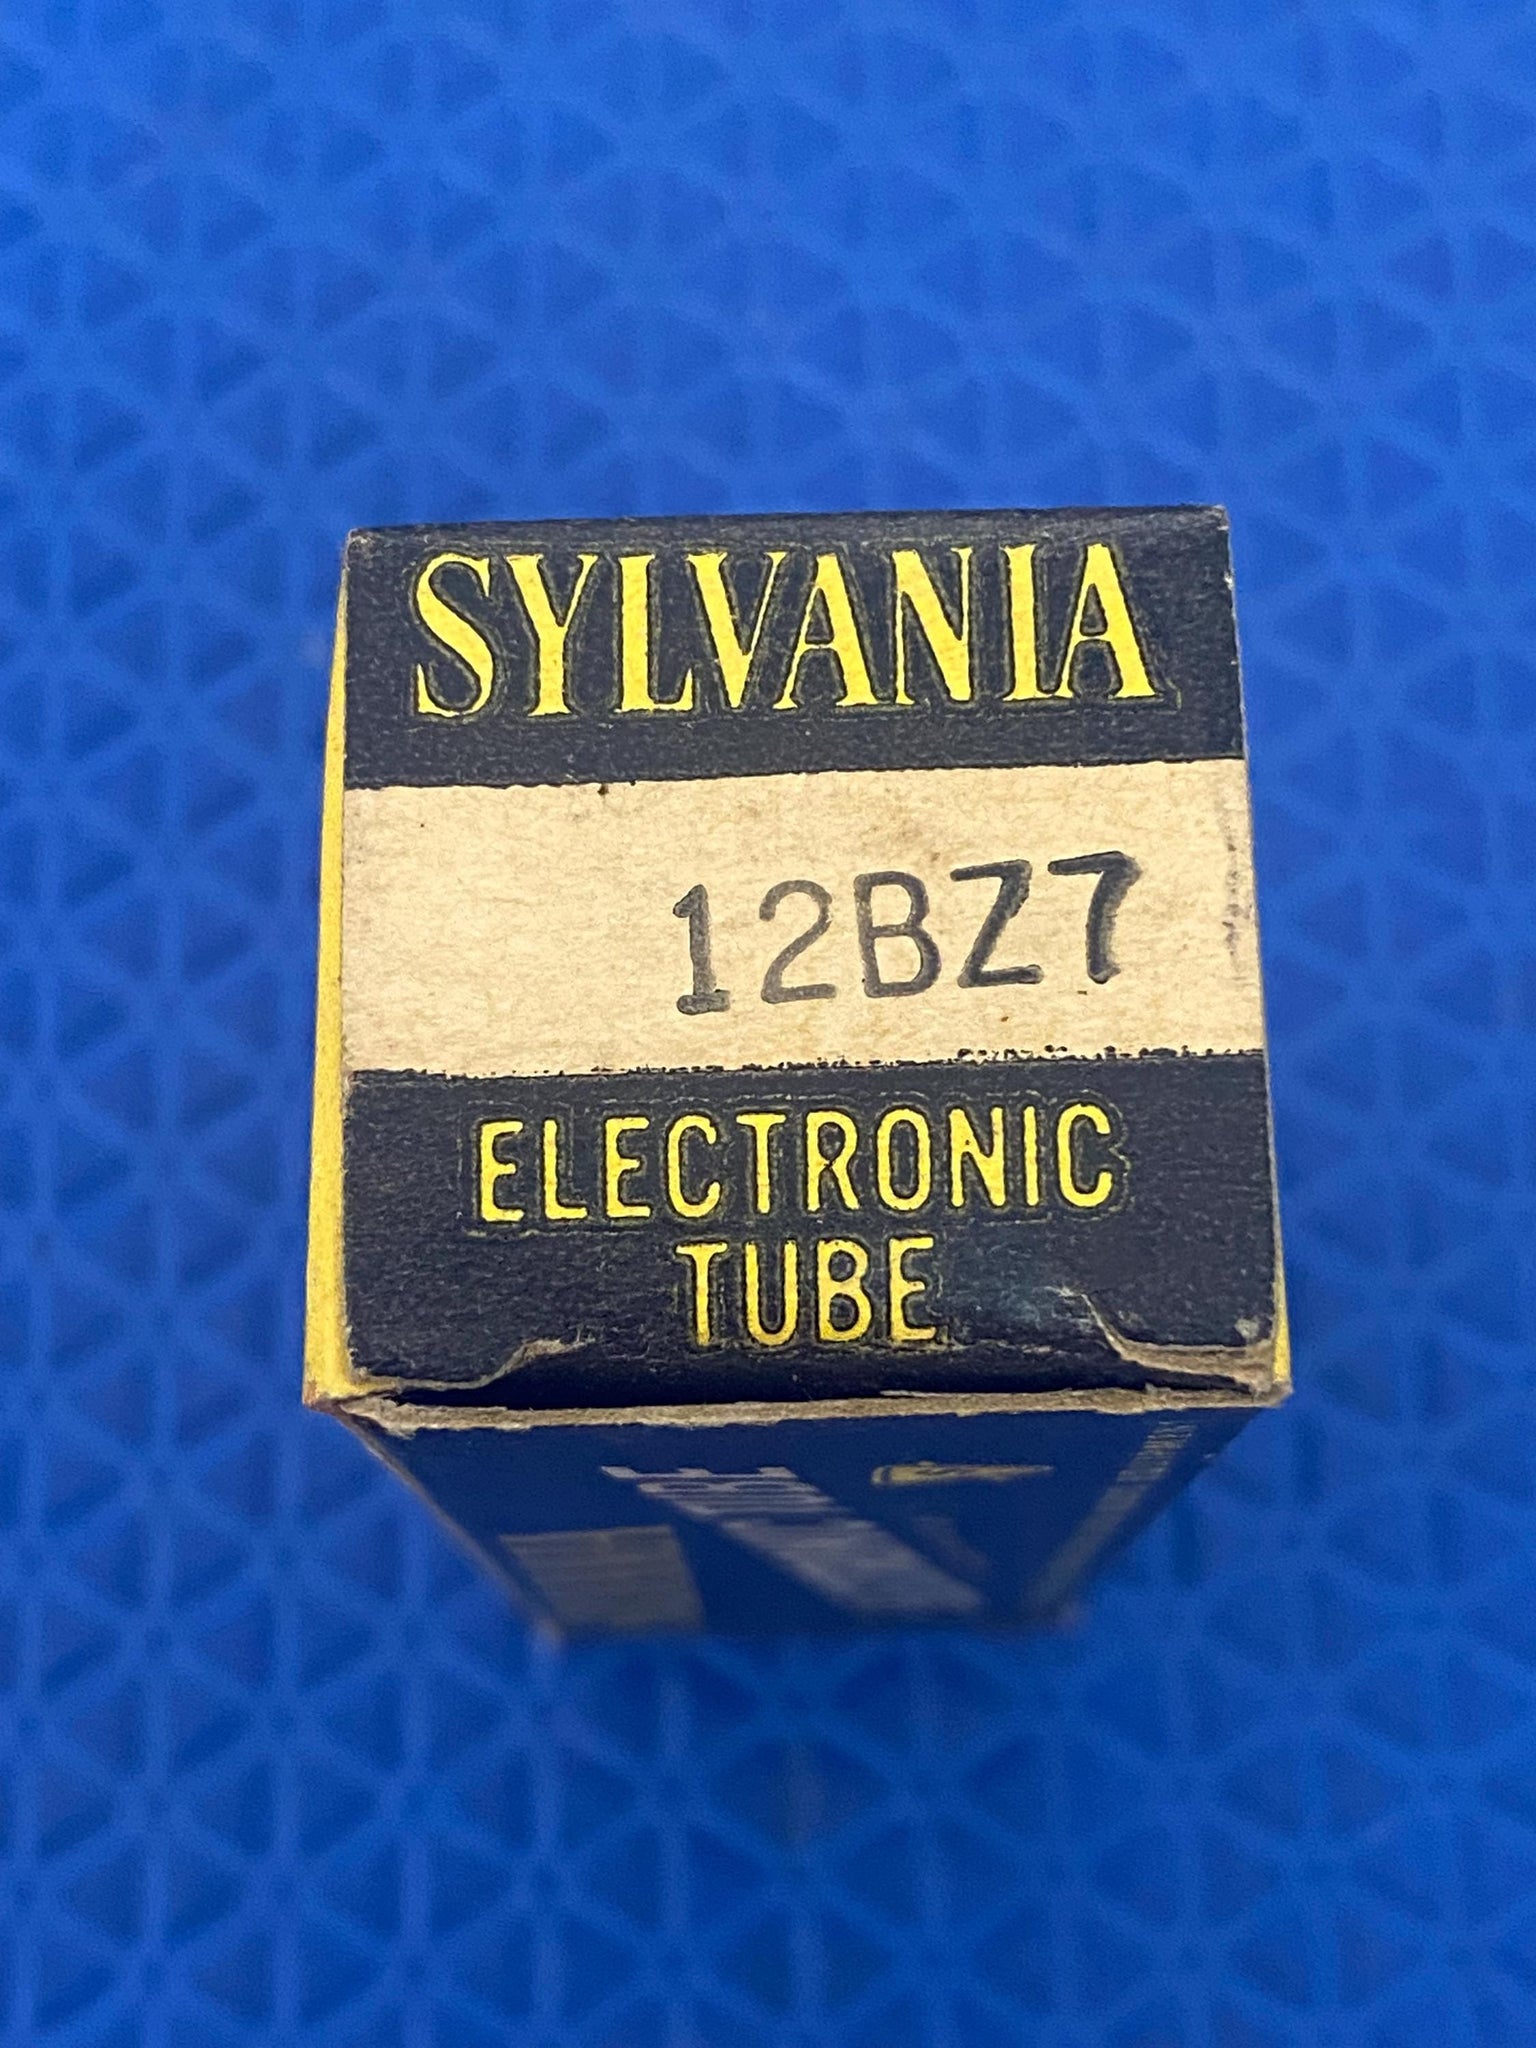 SYLVANIA
12BZ7
ELECTRONIC
TUBE